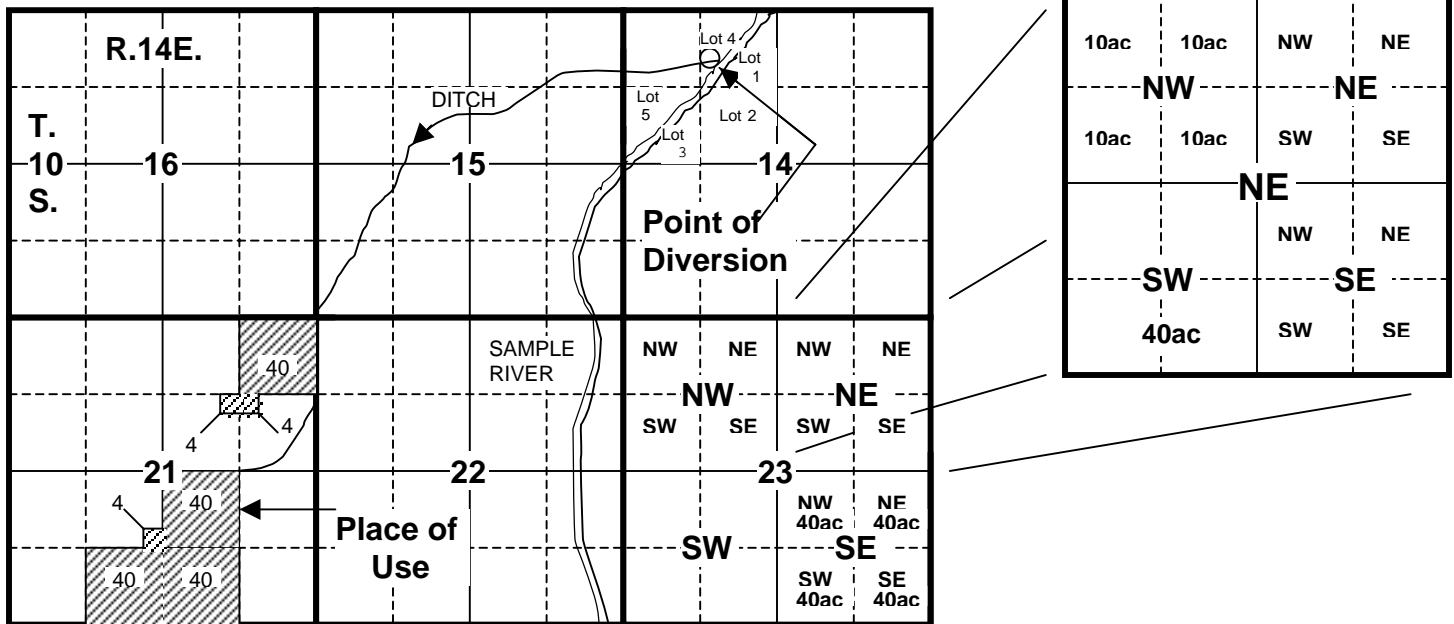 R.14E.
T.
10
S.
16
15
14
DITCH
Lot 4
Lot
1
Lot
5
Lot 2
Lot
3
Point of
Diversion
21
40
4
4
4
40
40
40
Place of
Use
22
SAMPLE
RIVER
23
NW NE NW NE
NW NE
SW SE SW SE
NW NE
40ac 40ac
SW SE
SW SE
40ac 40ac
10ac 10ac NW NE
NW NE
10ac 10ac SW SE
NE
NW NE
SW SE
40ac SW SE